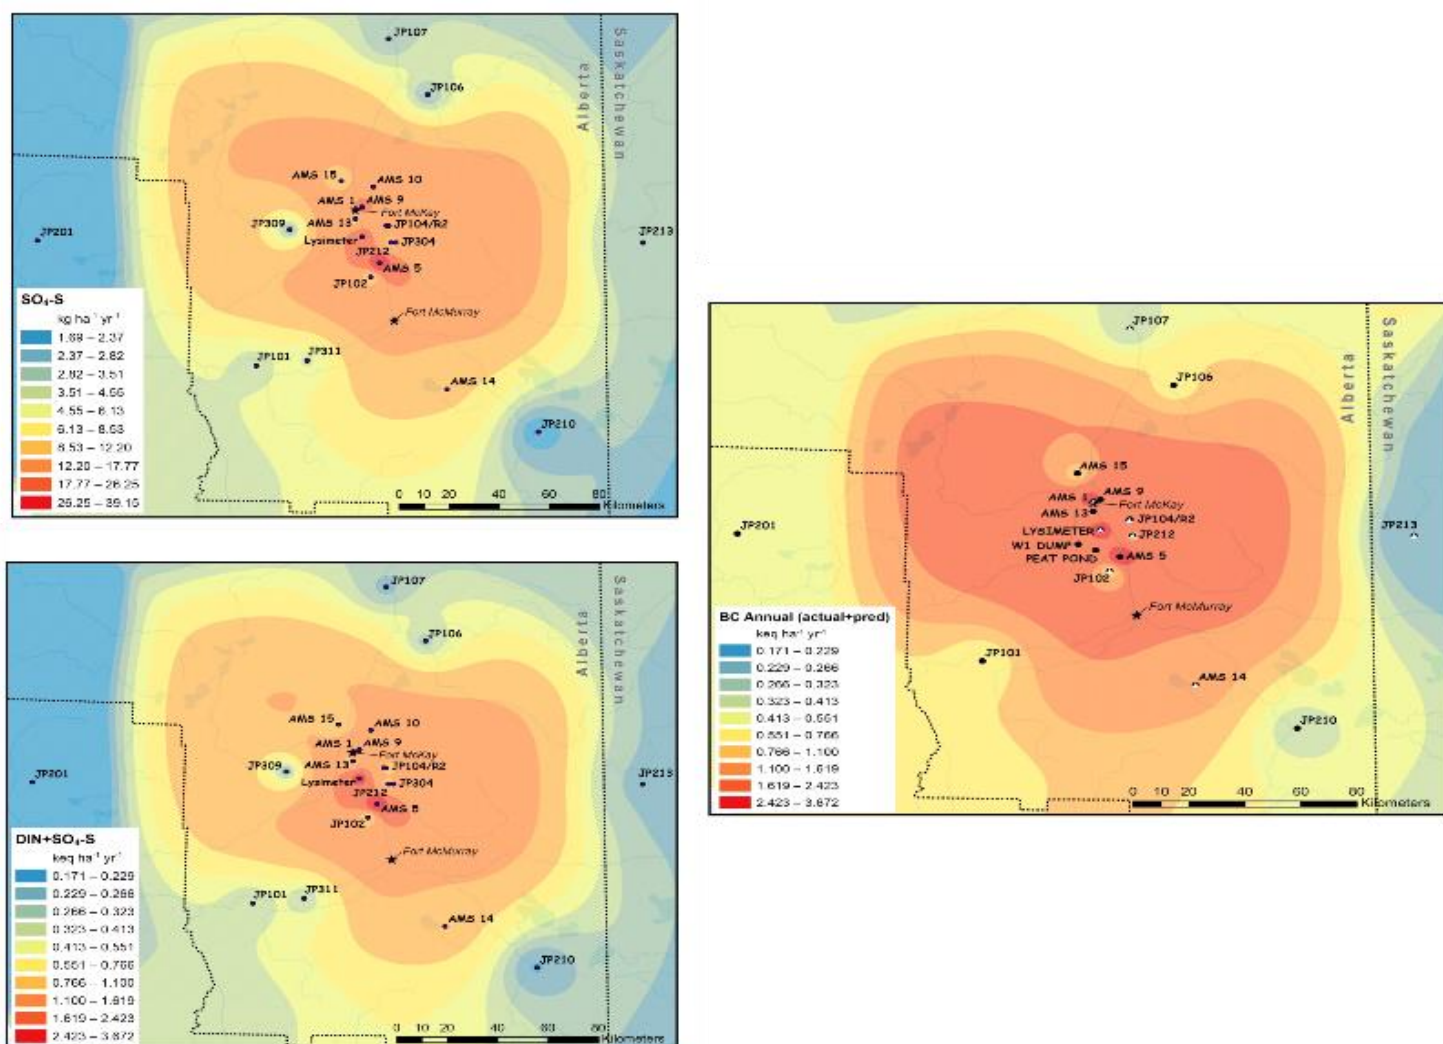 JP107
Saskatchewan
JP106
Alberta
AMS 15
AMS 10
AMS 1
AMS 9
Fort McKay
JP309
AMS 13
JP104/R2
JP201
Lysimeter
JP304
JP213
JP212
AMS 5
JP102
SO₄-S
kg ha⁻¹ yr⁻¹
1.69 – 2.37
2.37 – 2.82
2.82 – 3.51
3.51 – 4.55
4.55 – 6.13
6.13 – 8.53
8.53 – 12.20
12.20 – 17.77
17.77 – 26.25
26.25 – 39.15
Fort McMurray
JP101
JP311
AMS 14
JP210
0 10 20 40 60 80
Kilometers
JP107
Saskatchewan
JP106
Alberta
AMS 15
AMS 10
AMS 1
AMS 9
Fort McKay
JP309
AMS 13
JP104/R2
JP201
Lysimeter
JP304
JP213
JP212
AMS 5
JP102
DIN+SO₄-S
keq ha⁻¹ yr⁻¹
0.171 – 0.229
0.229 – 0.266
0.266 – 0.323
0.323 – 0.413
0.413 – 0.551
0.551 – 0.766
0.766 – 1.100
1.100 – 1.619
1.619 – 2.423
2.423 – 3.672
Fort McMurray
JP101
JP311
AMS 14
JP210
0 10 20 40 60 80
Kilometers
JP107
Saskatchewan
Alberta
JP106
AMS 15
AMS 1
AMS 9
Fort McKay
AMS 13
JP104/R2
JP201
LYSIMETER
JP212
JP213
W1 DUMP
PEAT POND
AMS 5
JP102
BC Annual (actual+pred)
keq ha⁻¹ yr⁻¹
0.171 – 0.229
0.229 – 0.266
0.266 – 0.323
0.323 – 0.413
0.413 – 0.551
0.551 – 0.766
0.766 – 1.100
1.100 – 1.619
1.619 – 2.423
2.423 – 3.672
Fort McMurray
JP101
AMS 14
JP210
0 10 20 40 60 80
Kilometers